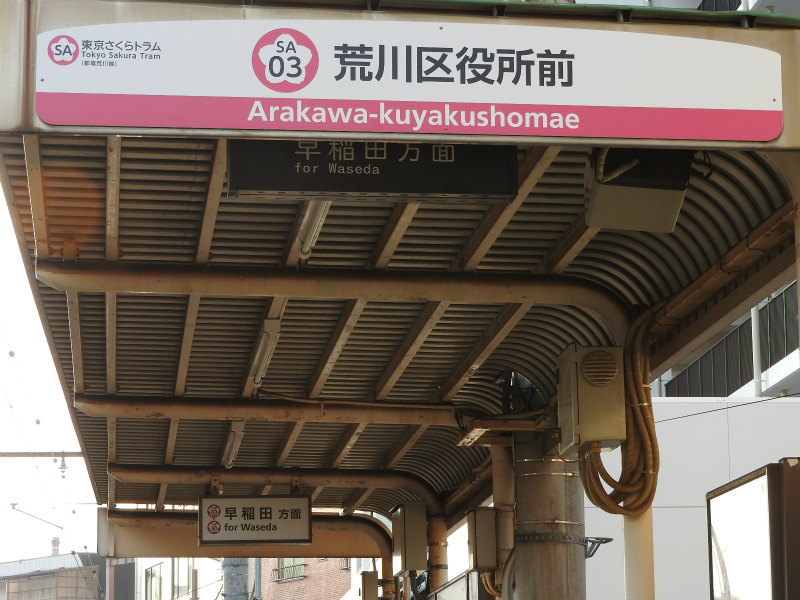 SA
東京さくらトラム
Tokyo Sakura Tram
(都電荒川線)
SA
03
荒川区役所前
Arakawa-kuyakushomae
早稲田方面
for Waseda
早稲田 方面
for Waseda